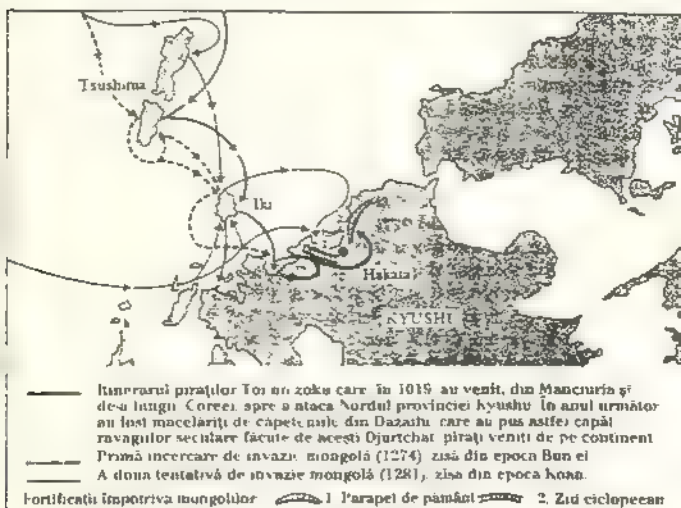 Tsushima
Iki
Hakata
KYUSHI
Itinerarul piraților Toi no zoku care în 1019 au venit, din Manciuria și
de-a lungul Coreei, spre a ataca Nordul provinciei Kyushu. În anul următor
au fost măcelăriți de căpeteniile din Dazaifu, care au pus astfel capăt
ravagiilor seculare făcute de acești Djurtchat, pirați veniți de pe continent
Prima încercare de invazie mongolă (1274) zisă din epoca Bun ei
A doua tentativă de invazie mongolă (1281), zisă din epoca Koan.
Fortificații împotriva mongolilor 1 Parapet de pământ 2. Zid ciclopeean